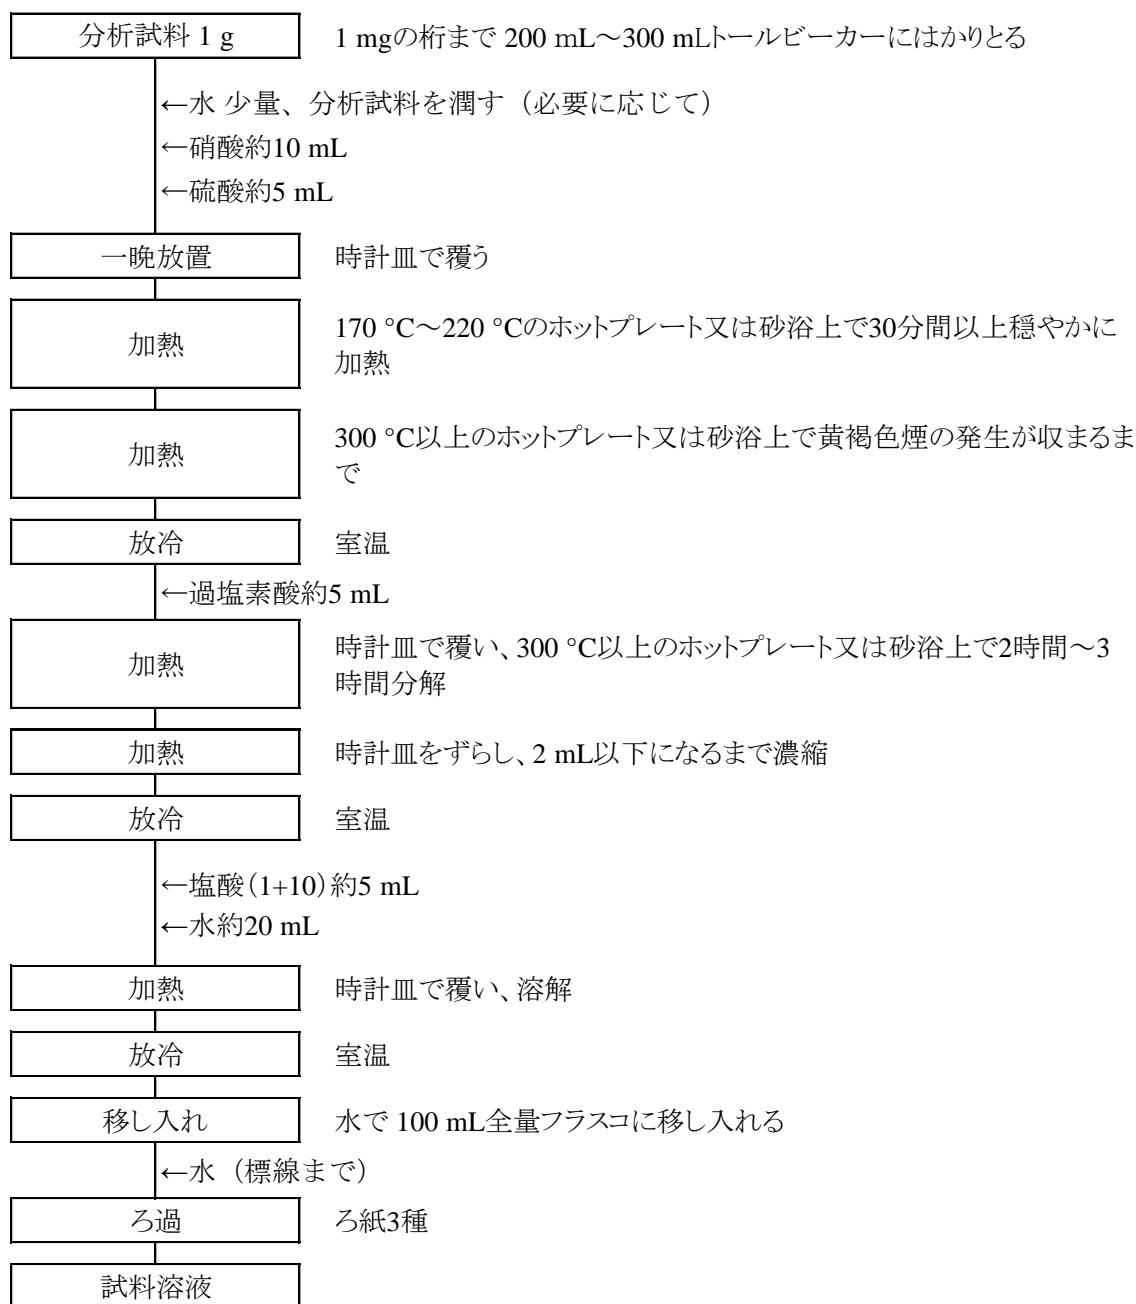 分析試料 1 g
1 mgの桁まで 200 mL～300 mLトールビーカーにはかりとる
←水 少量、分析試料を潤す（必要に応じて）
←硝酸約10 mL
←硫酸約5 mL
一晩放置
時計皿で覆う
加熱
170 °C～220 °Cのホットプレート又は砂浴上で30分間以上穏やかに
加熱
加熱
300 °C以上のホットプレート又は砂浴上で黄褐色煙の発生が収まるま
で
放冷
室温
←過塩素酸約5 mL
加熱
時計皿で覆い、300 °C以上のホットプレート又は砂浴上で2時間～3
時間分解
加熱
時計皿をずらし、2 mL以下になるまで濃縮
放冷
室温
←塩酸（1+10）約5 mL
←水約20 mL
加熱
時計皿で覆い、溶解
放冷
室温
移し入れ
水で 100 mL全量フラスコに移し入れる
←水（標線まで）
ろ過
ろ紙3種
試料溶液